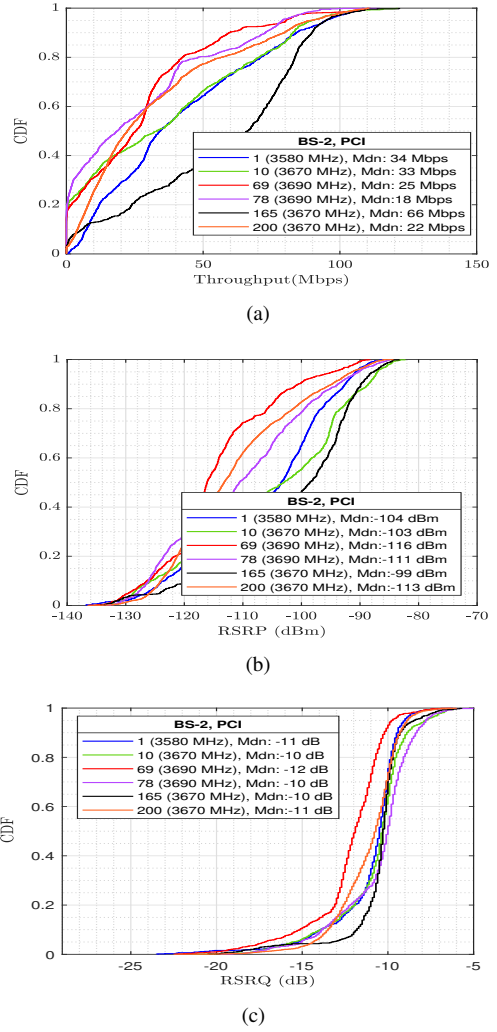 1
0.8
0.6
0.4
0.2
0
CDF
BS-2, PCI
1 (3580 MHz), Mdn: 34 Mbps
10 (3670 MHz), Mdn: 33 Mbps
69 (3690 MHz), Mdn: 25 Mbps
78 (3690 MHz), Mdn:18 Mbps
165 (3670 MHz), Mdn: 66 Mbps
200 (3670 MHz), Mdn: 22 Mbps
0 50 100 150
Throughput(Mbps)
(a)
1
0.8
0.6
0.4
0.2
0
CDF
BS-2, PCI
1 (3580 MHz), Mdn:-104 dBm
10 (3670 MHz), Mdn:-103 dBm
69 (3690 MHz), Mdn:-116 dBm
78 (3690 MHz), Mdn:-111 dBm
165 (3670 MHz), Mdn:-99 dBm
200 (3670 MHz), Mdn:-113 dBm
-140 -130 -120 -110 -100 -90 -80 -70
RSRP (dBm)
(b)
1
0.8
0.6
0.4
0.2
0
CDF
BS-2, PCI
1 (3580 MHz), Mdn: -11 dB
10 (3670 MHz), Mdn:-10 dB
69 (3690 MHz), Mdn: -12 dB
78 (3690 MHz), Mdn: -10 dB
165 (3670 MHz), Mdn:-10 dB
200 (3670 MHz), Mdn: -11 dB
-25 -20 -15 -10 -5
RSRQ (dB)
(c)